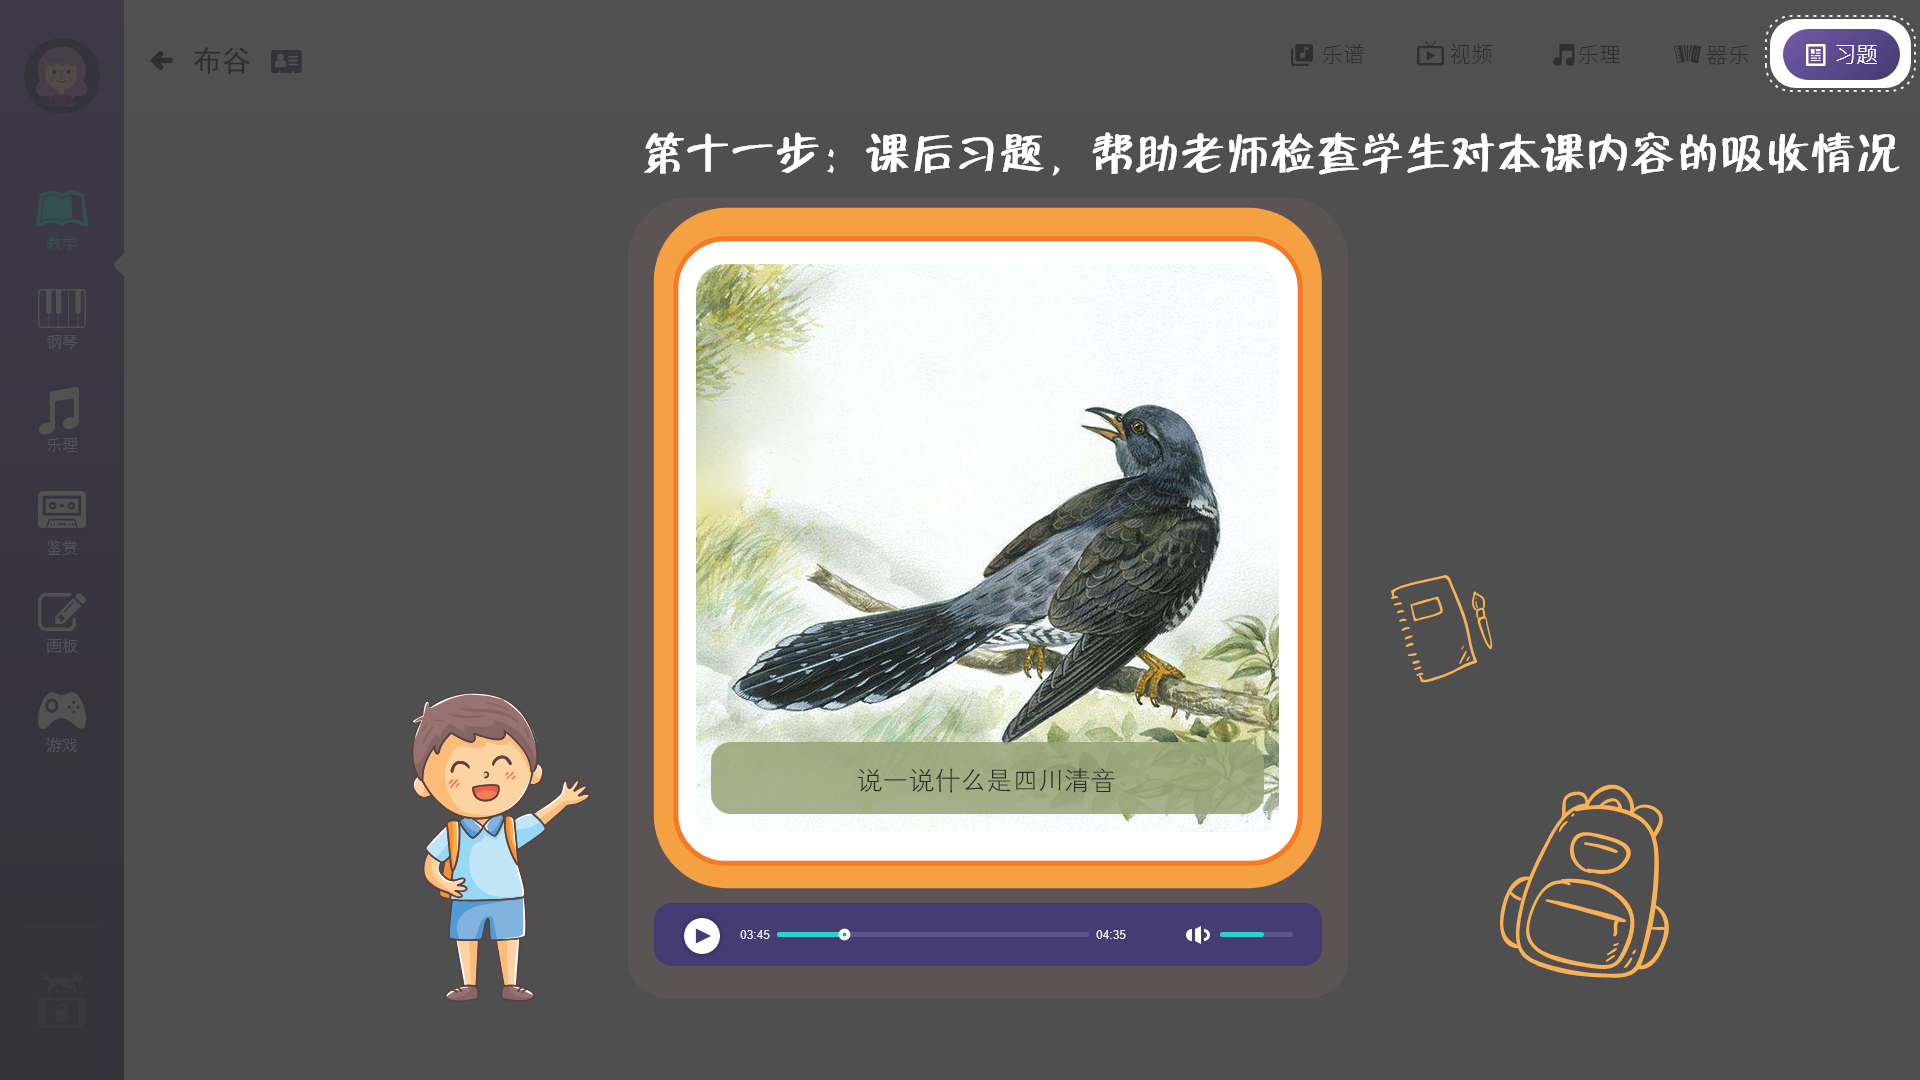 布谷
乐谱
视频
乐理
器乐
习题
第十一步：课后习题，帮助老师检查学生对本课内容的吸收情况
教学
钢琴
乐理
鉴赏
画板
游戏
说一说什么是四川清音
03:45
04:35